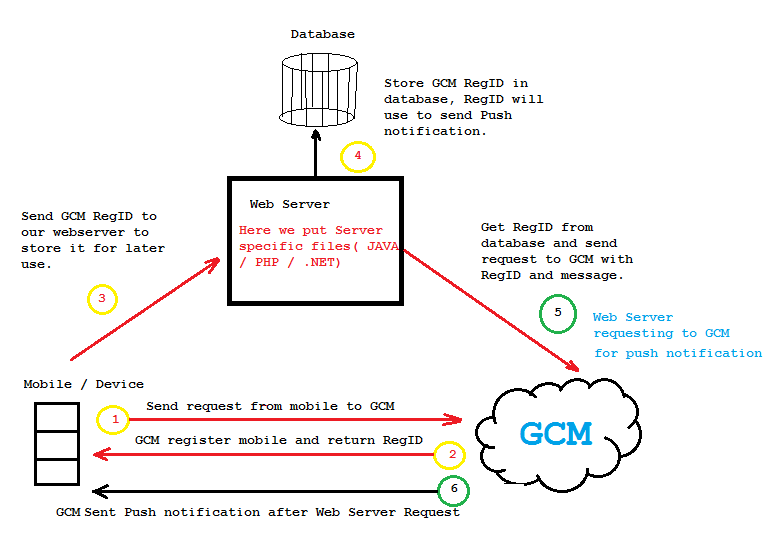 Database
Store GCM RegID in
database, RegID will
use to send Push
notification.
4
Web Server
Here we put Server
specific files( JAVA
/ PHP / .NET)
Send GCM RegID to
our webserver to
store it for later
use.
3
Get RegID from
database and send
request to GCM with
RegID and message.
5
Web Server
requesting to GCM
for push notification
Mobile / Device
Send request from mobile to GCM
1
GCM register mobile and return RegID
2
GCM
6
GCM Sent Push notification after Web Server Request